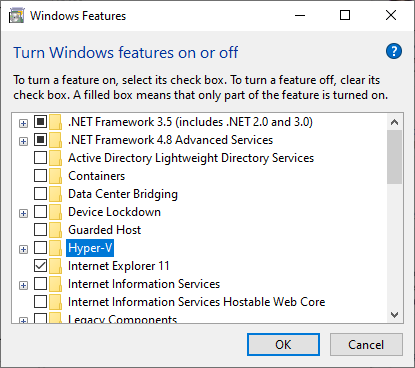 Windows Features
Turn Windows features on or off
?
To turn a feature on, select its check box. To turn a feature off, clear its
check box. A filled box means that only part of the feature is turned on.
.NET Framework 3.5 (includes .NET 2.0 and 3.0)
.NET Framework 4.8 Advanced Services
Active Directory Lightweight Directory Services
Containers
Data Center Bridging
Device Lockdown
Guarded Host
Hyper-V
Internet Explorer 11
Internet Information Services
Internet Information Services Hostable Web Core
Legacy Components
OK
Cancel